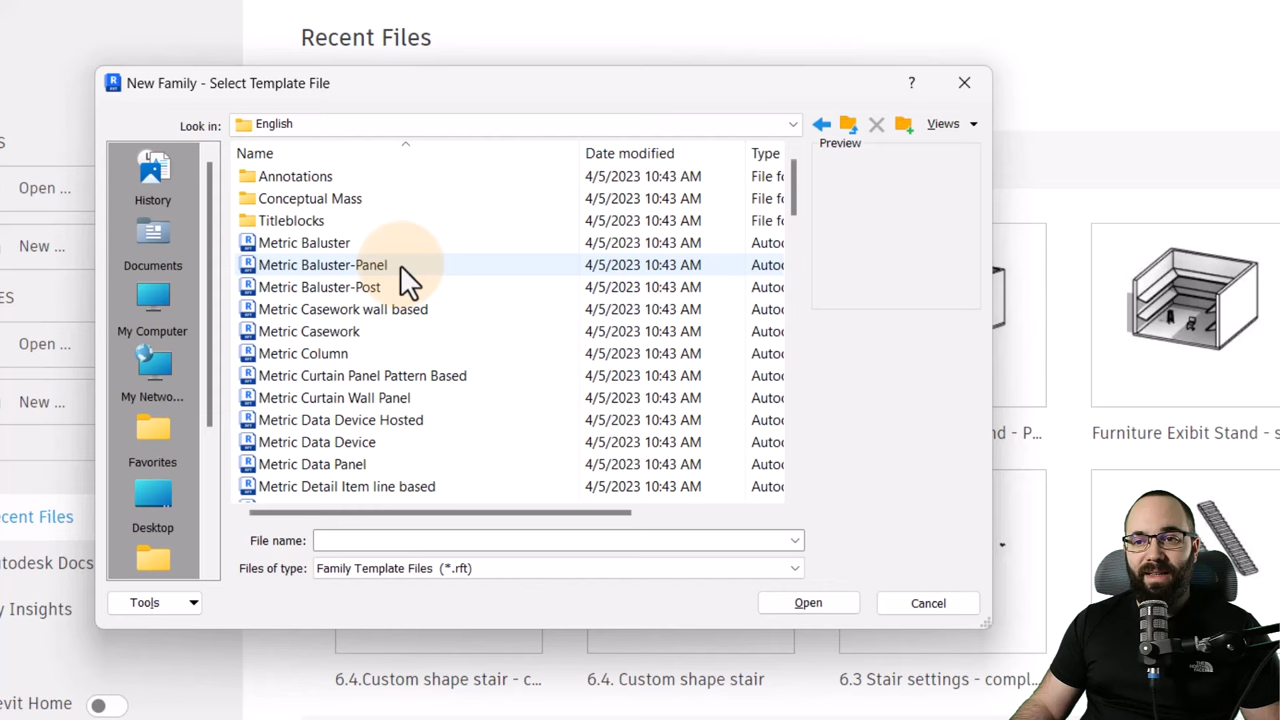 Recent Files
New Family - Select Template File
?
Look in:
English
Views
Preview
Name
Date modified
Type
Annotations 4/5/2023 10:43 AM File fo
Conceptual Mass 4/5/2023 10:43 AM File fo
Titleblocks 4/5/2023 10:43 AM File fo
Metric Baluster 4/5/2023 10:43 AM Autod
Metric Baluster-Panel 4/5/2023 10:43 AM Autod
Metric Baluster-Post 4/5/2023 10:43 AM Autod
Metric Casework wall based 4/5/2023 10:43 AM Autod
Metric Casework 4/5/2023 10:43 AM Autod
Metric Column 4/5/2023 10:43 AM Autod
Metric Curtain Panel Pattern Based 4/5/2023 10:43 AM Autod
Metric Curtain Wall Panel 4/5/2023 10:43 AM Autod
Metric Data Device Hosted 4/5/2023 10:43 AM Autod
Metric Data Device 4/5/2023 10:43 AM Autod
Metric Data Panel 4/5/2023 10:43 AM Autod
Metric Detail Item line based 4/5/2023 10:43 AM Autod
History
Documents
My Computer
My Netwo...
Favorites
Desktop
File name:
Files of type:
Family Template Files (*.rft)
Tools
Open
Cancel
S
Open ...
New ...
ES
Open ...
New ...
ecent Files
utodesk Docs
y Insights
evit Home
nd - P...
Furniture Exibit Stand - s
6.4.Custom shape stair - c...
6.4. Custom shape stair
6.3 Stair settings - compl...